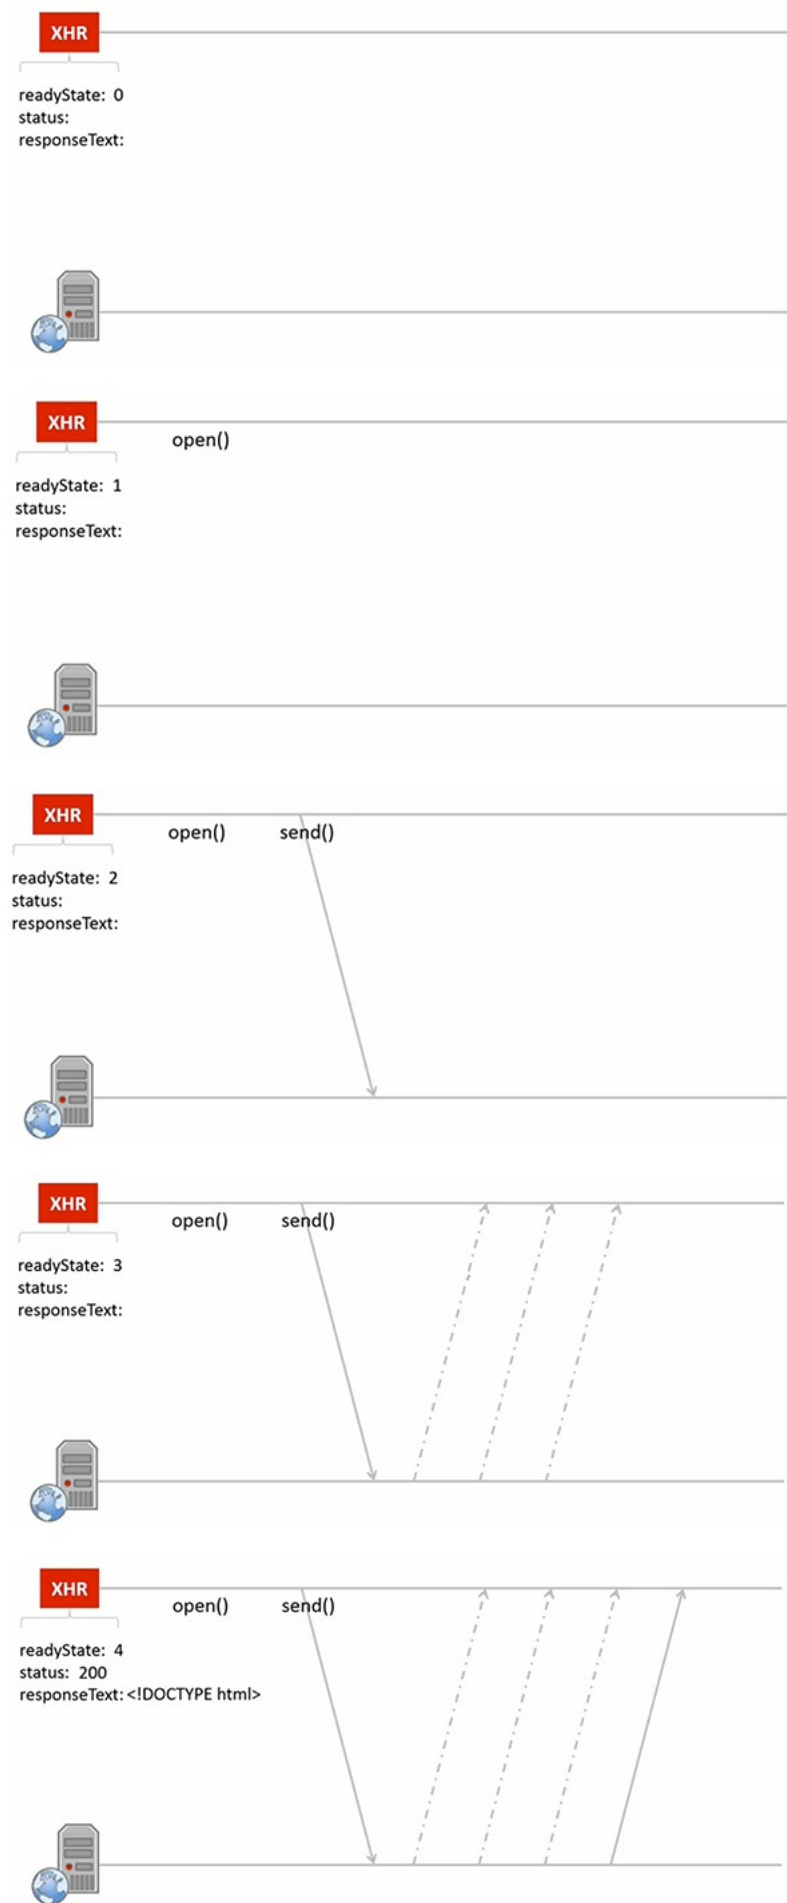 XHR
readyState: 0
status:
responseText:
XHR
open()
readyState: 1
status:
responseText:
XHR
open() send()
readyState: 2
status:
responseText:
XHR
open() send()
readyState: 3
status:
responseText:
XHR
open() send()
readyState: 4
status: 200
responseText: <!DOCTYPE html>